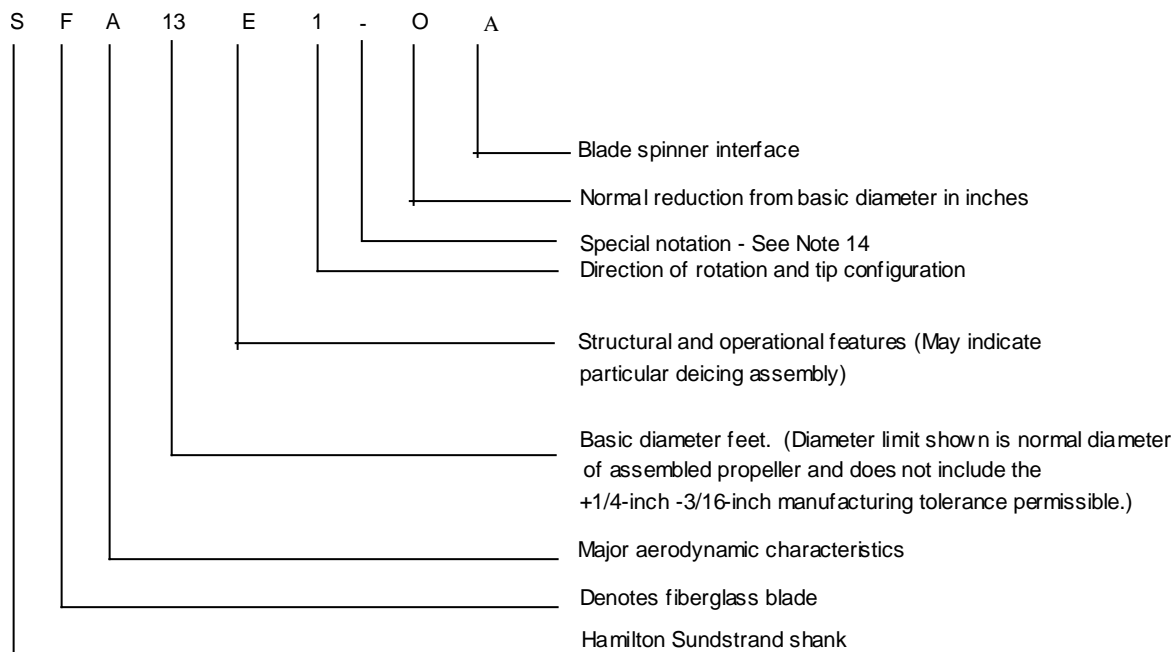 S F A 13 E 1 - O A
Blade spinner interface
Normal reduction from basic diameter in inches
Special notation - See Note 14
Direction of rotation and tip configuration
Structural and operational features (May indicate
particular deicing assembly)
Basic diameter feet. (Diameter limit shown is normal diameter
of assembled propeller and does not include the
+1/4-inch -3/16-inch manufacturing tolerance permissible.)
Major aerodynamic characteristics
Denotes fiberglass blade
Hamilton Sundstrand shank